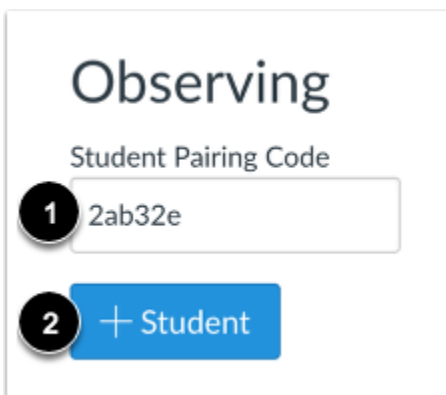 Observing
Student Pairing Code
1 2ab32e
2 + Student